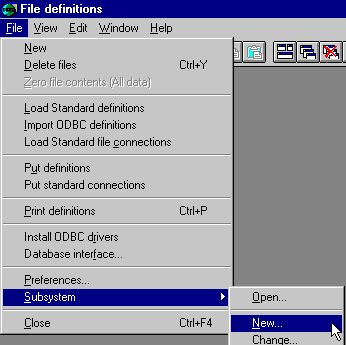 File definitions
File View Edit Window Help
New
Delete files Ctrl+Y
Zero file contents (All data)
Load Standard definitions
Import ODBC definitions
Load Standard file connections
Put definitions
Put standard connections
Print definitions Ctrl+P
Install ODBC drivers
Database interface...
Preferences...
Subsystem
Open...
Close Ctrl+F4
New...
Change...